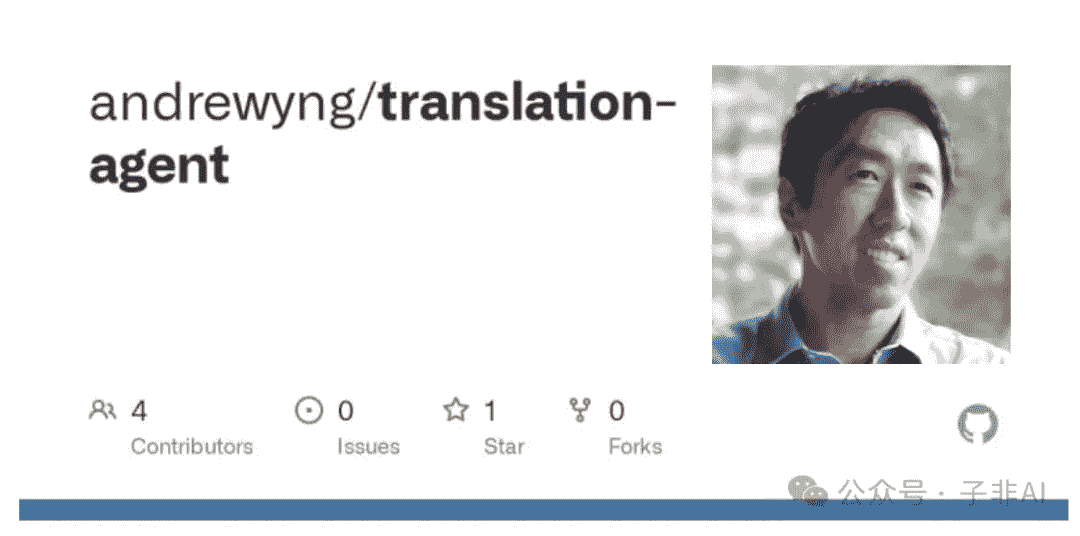 andrewyng/translation-
agent
4
Contributors
0
Issues
1
Star
0
Forks
公众号 · 子非AI